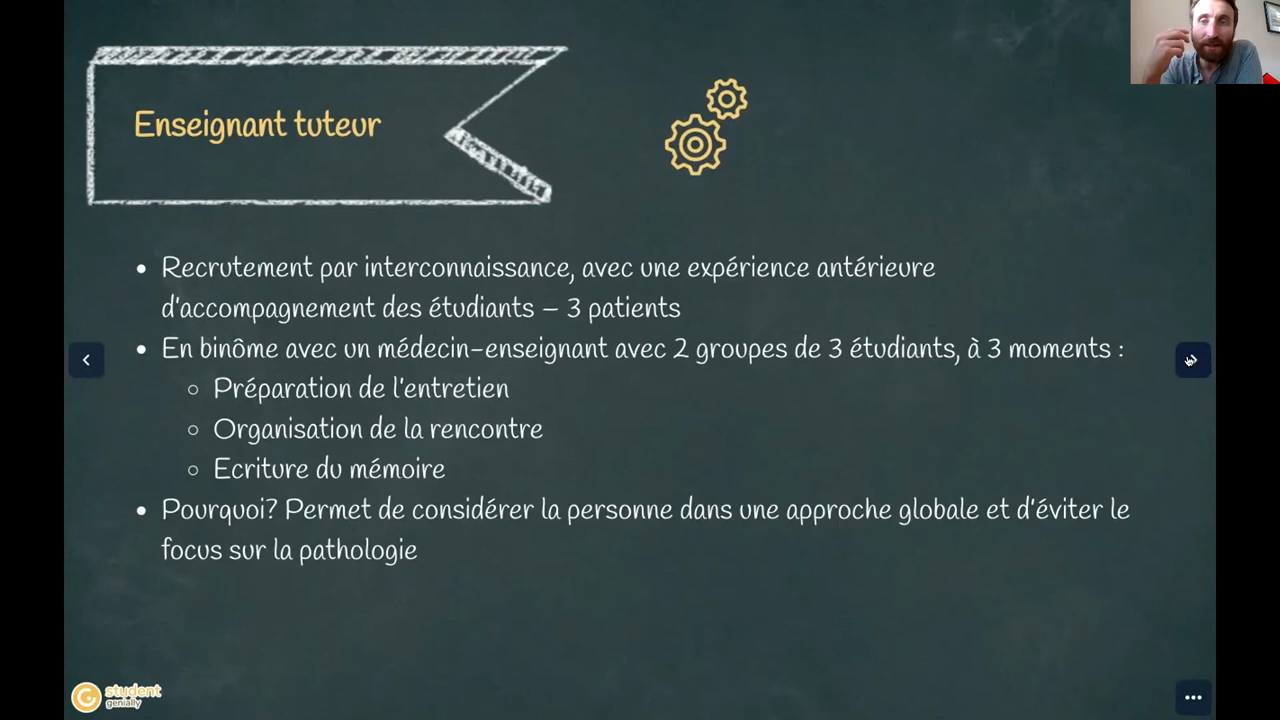 Enseignant tuteur
Recrutement par interconnaissance, avec une expérience antérieure
d'accompagnement des étudiants – 3 patients
En binôme avec un médecin-enseignant avec 2 groupes de 3 étudiants, à 3 moments :
Préparation de l'entretien
Organisation de la rencontre
Ecriture du mémoire
Pourquoi? Permet de considérer la personne dans une approche globale et d'éviter le
focus sur la pathologie
student
genially